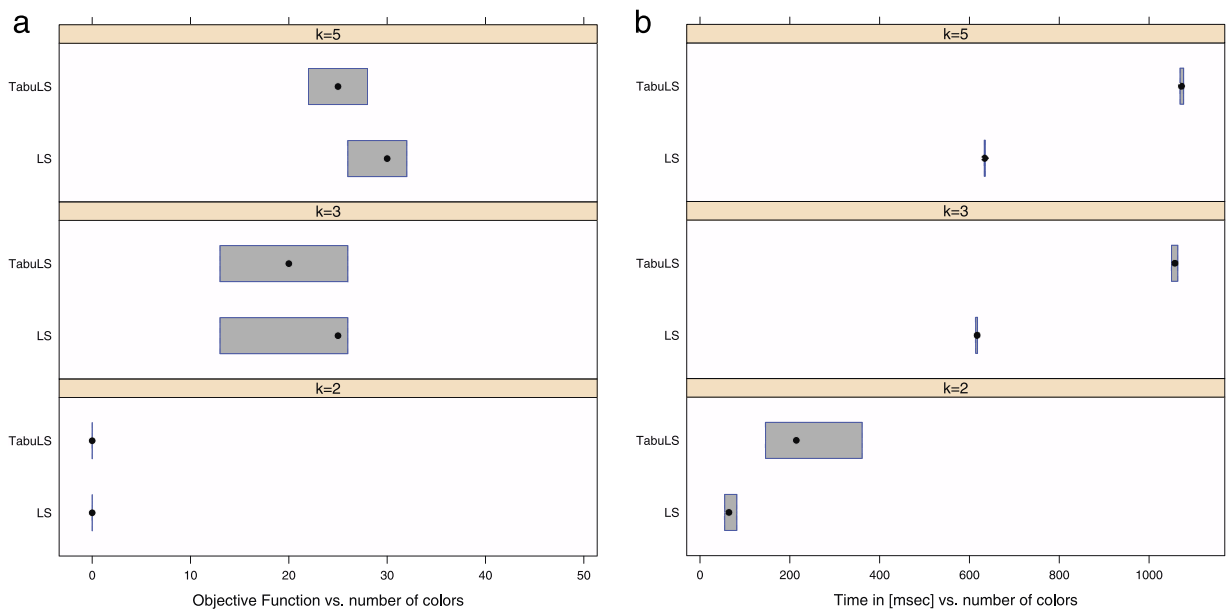 a
k=5
TabuLS
LS
k=3
TabuLS
LS
k=2
TabuLS
LS
0 10 20 30 40 50
Objective Function vs. number of colors
b
k=5
TabuLS
LS
k=3
TabuLS
LS
k=2
TabuLS
LS
0 200 400 600 800 1000
Time in [msec] vs. number of colors